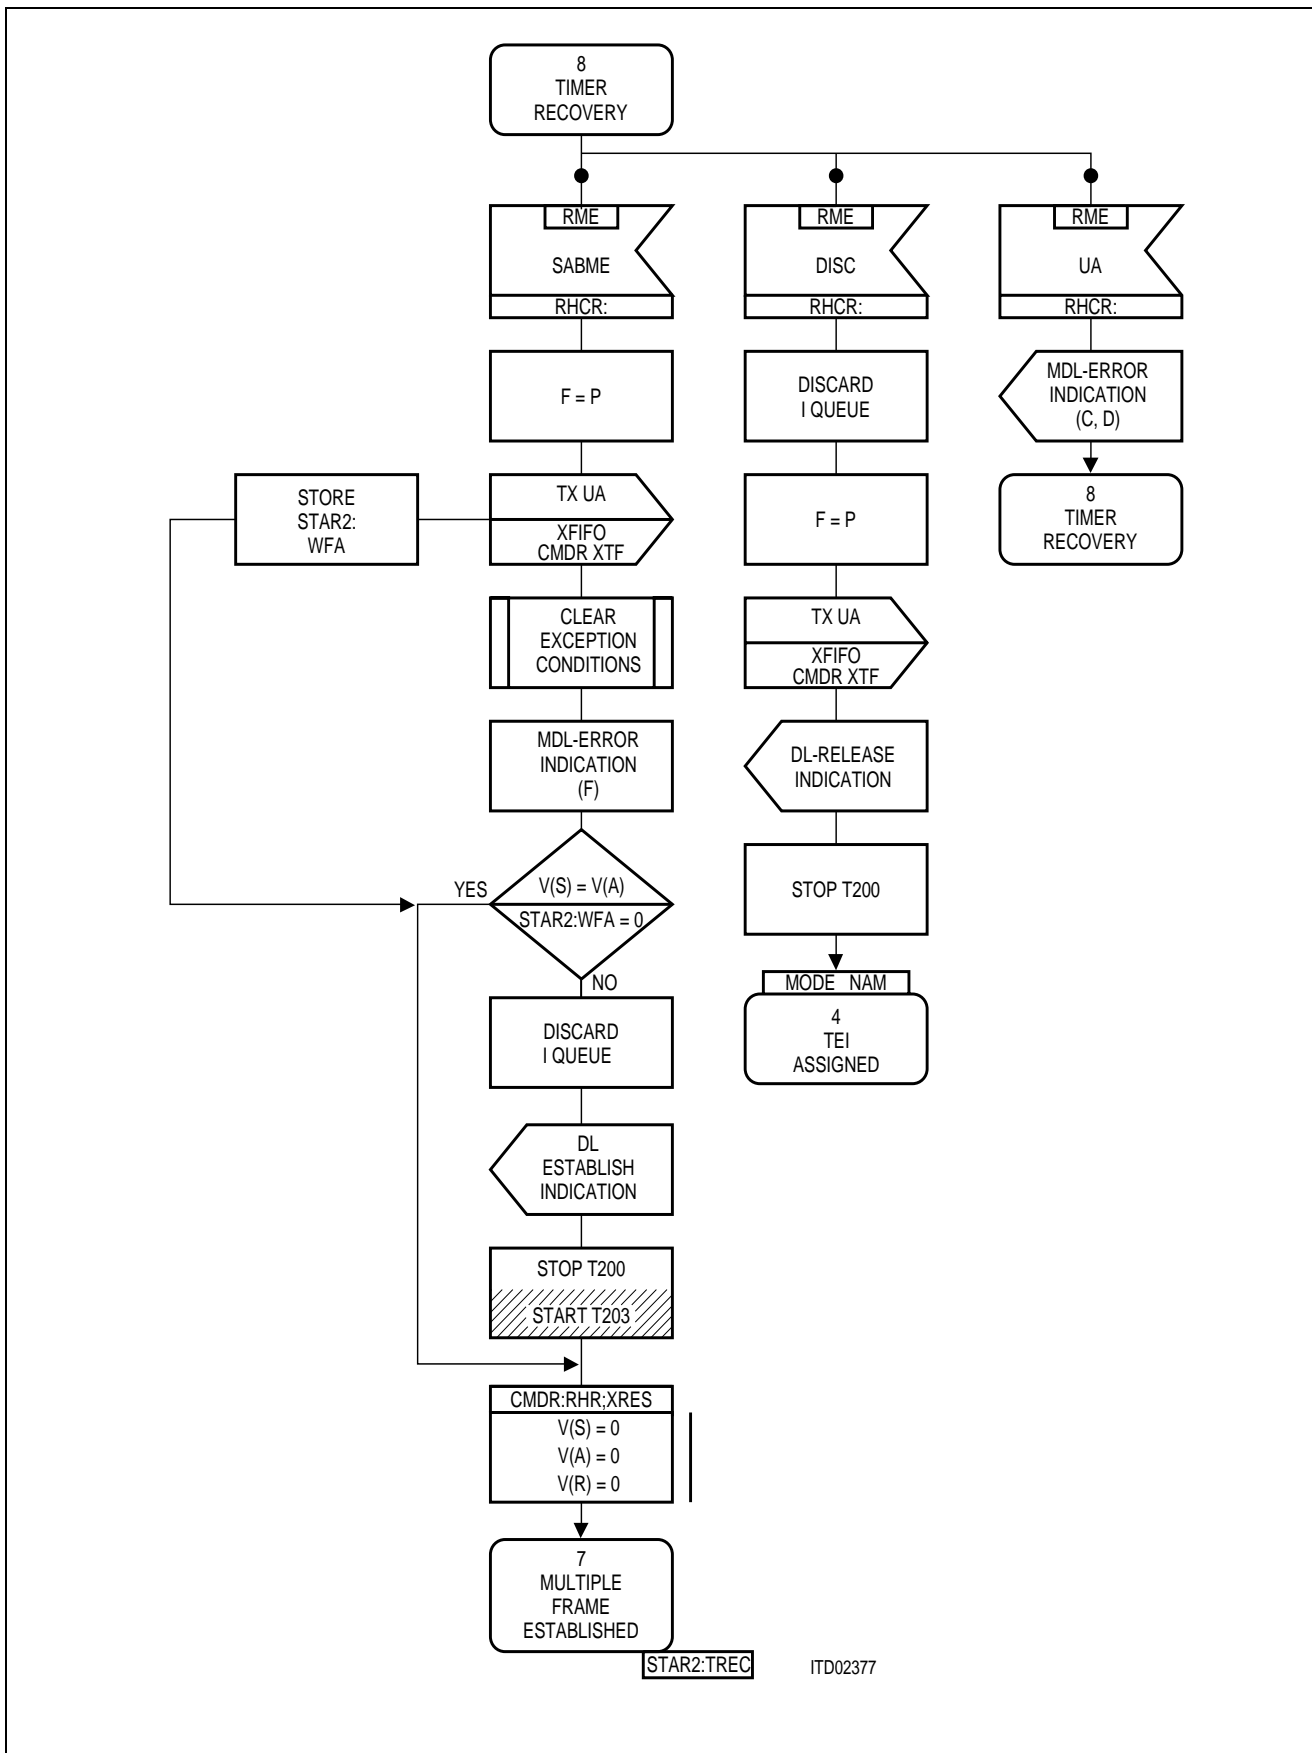 8
TIMER
RECOVERY
RME
SABME
RHCR:
RME
DISC
RHCR:
RME
UA
RHCR:
F = P
DISCARD
I QUEUE
MDL-ERROR
INDICATION
(C, D)
STORE
STAR2:
WFA
TX UA
XFIFO
CMDR XTF
F = P
8
TIMER
RECOVERY
CLEAR
EXCEPTION
CONDITIONS
TX UA
XFIFO
CMDR XTF
MDL-ERROR
INDICATION
(F)
DL-RELEASE
INDICATION
YES
V(S) = V(A)
STAR2:WFA = 0
NO
STOP T200
MODE NAM
4
TEI
ASSIGNED
DISCARD
I QUEUE
DL
ESTABLISH
INDICATION
STOP T200
START T203
CMDR:RHR;XRES
V(S) = 0
V(A) = 0
V(R) = 0
7
MULTIPLE
FRAME
ESTABLISHED
STAR2:TREC
ITD02377